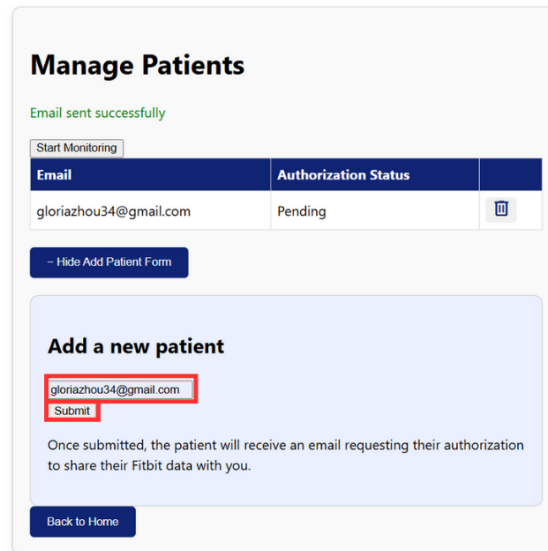 Manage Patients
Email sent successfully
Start Monitoring
Email Authorization Status
gloriazhou34@gmail.com Pending
− Hide Add Patient Form
Add a new patient
gloriazhou34@gmail.com
Submit
Once submitted, the patient will receive an email requesting their authorization
to share their Fitbit data with you.
Back to Home